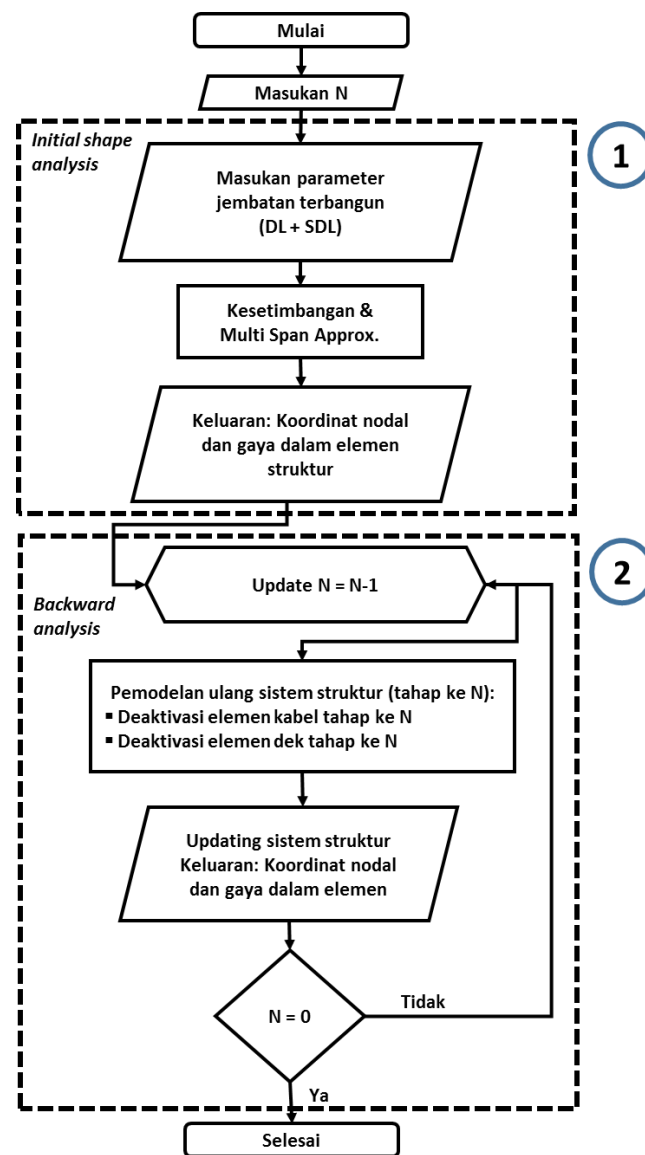 Mulai
Masukan N
Initial shape
analysis
1
Masukan parameter
jembatan terbangun
(DL + SDL)
Kesetimbangan &
Multi Span Approx.
Keluaran: Koordinat nodal
dan gaya dalam elemen
struktur
2
Update N = N-1
Backward
analysis
Pemodelan ulang sistem struktur (tahap ke N):
▪ Deaktivasi elemen kabel tahap ke N
▪ Deaktivasi elemen dek tahap ke N
Updating sistem struktur
Keluaran: Koordinat nodal
dan gaya dalam elemen
N = 0
Tidak
Ya
Selesai